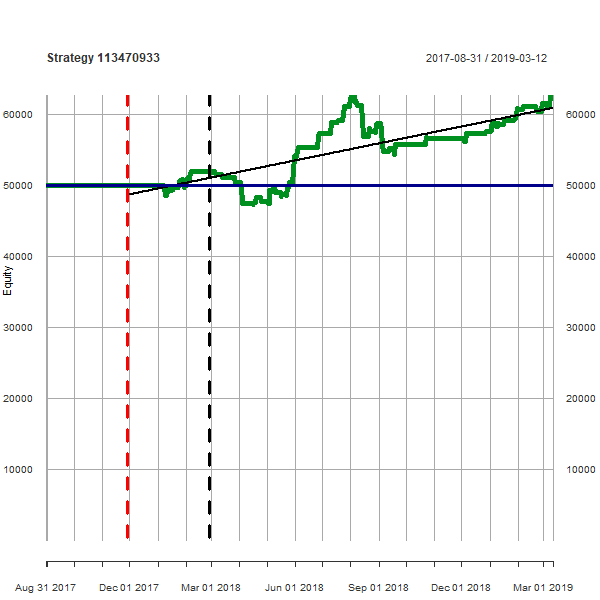 Strategy 113470933
2017-08-31 / 2019-03-12
60000
60000
50000
50000
40000
40000
Equity
30000
30000
20000
20000
10000
10000
Aug 31 2017
Dec 01 2017
Mar 01 2018
Jun 01 2018
Sep 01 2018
Dec 01 2018
Mar 01 2019